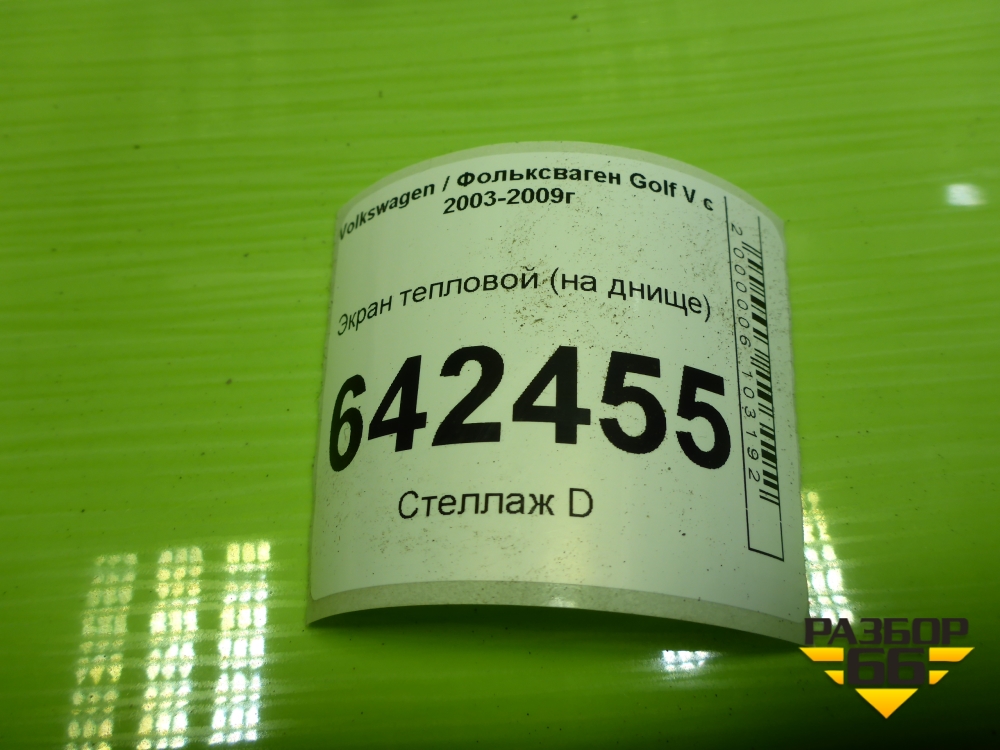 Volkswagen / Фольксваген Golf V с
2003-2009г
Экран тепловой (на днище)
642455
Стеллаж D
2000006103192
РАЗБОР
66